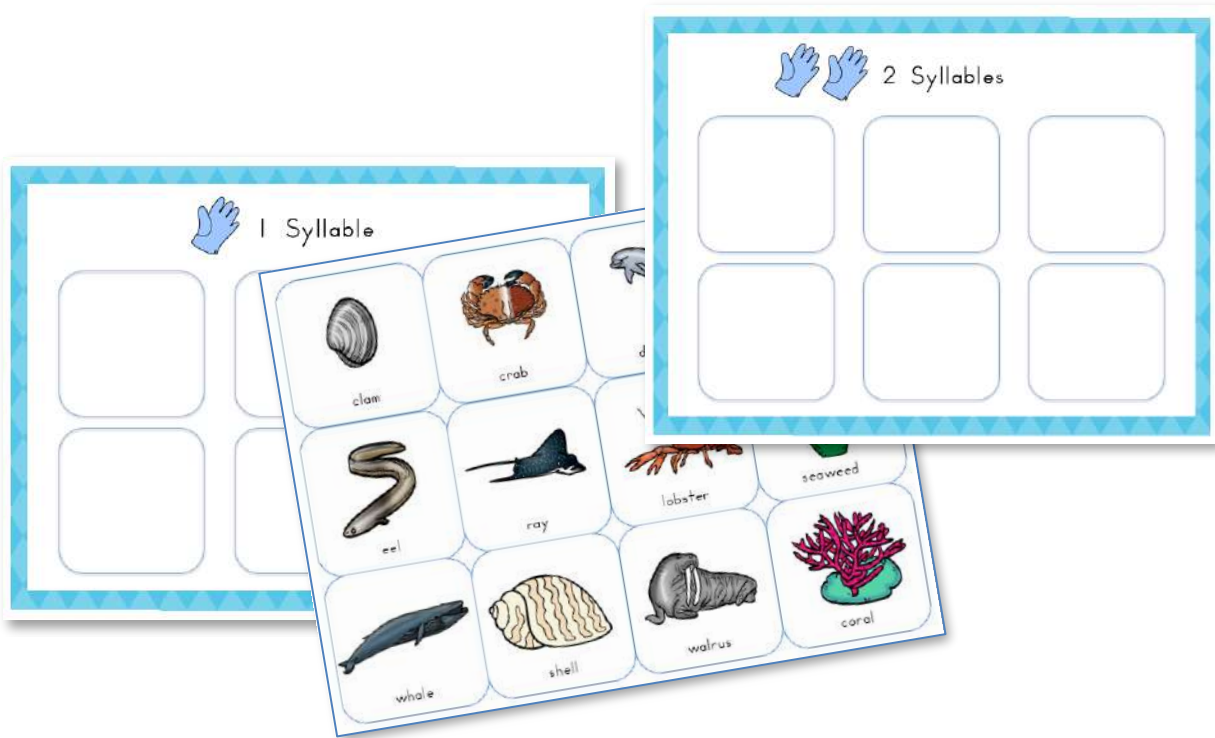 2 Syllables
1 Syllable
clam
crab
eel
ray
lobster
seaweed
whale
shell
walrus
coral